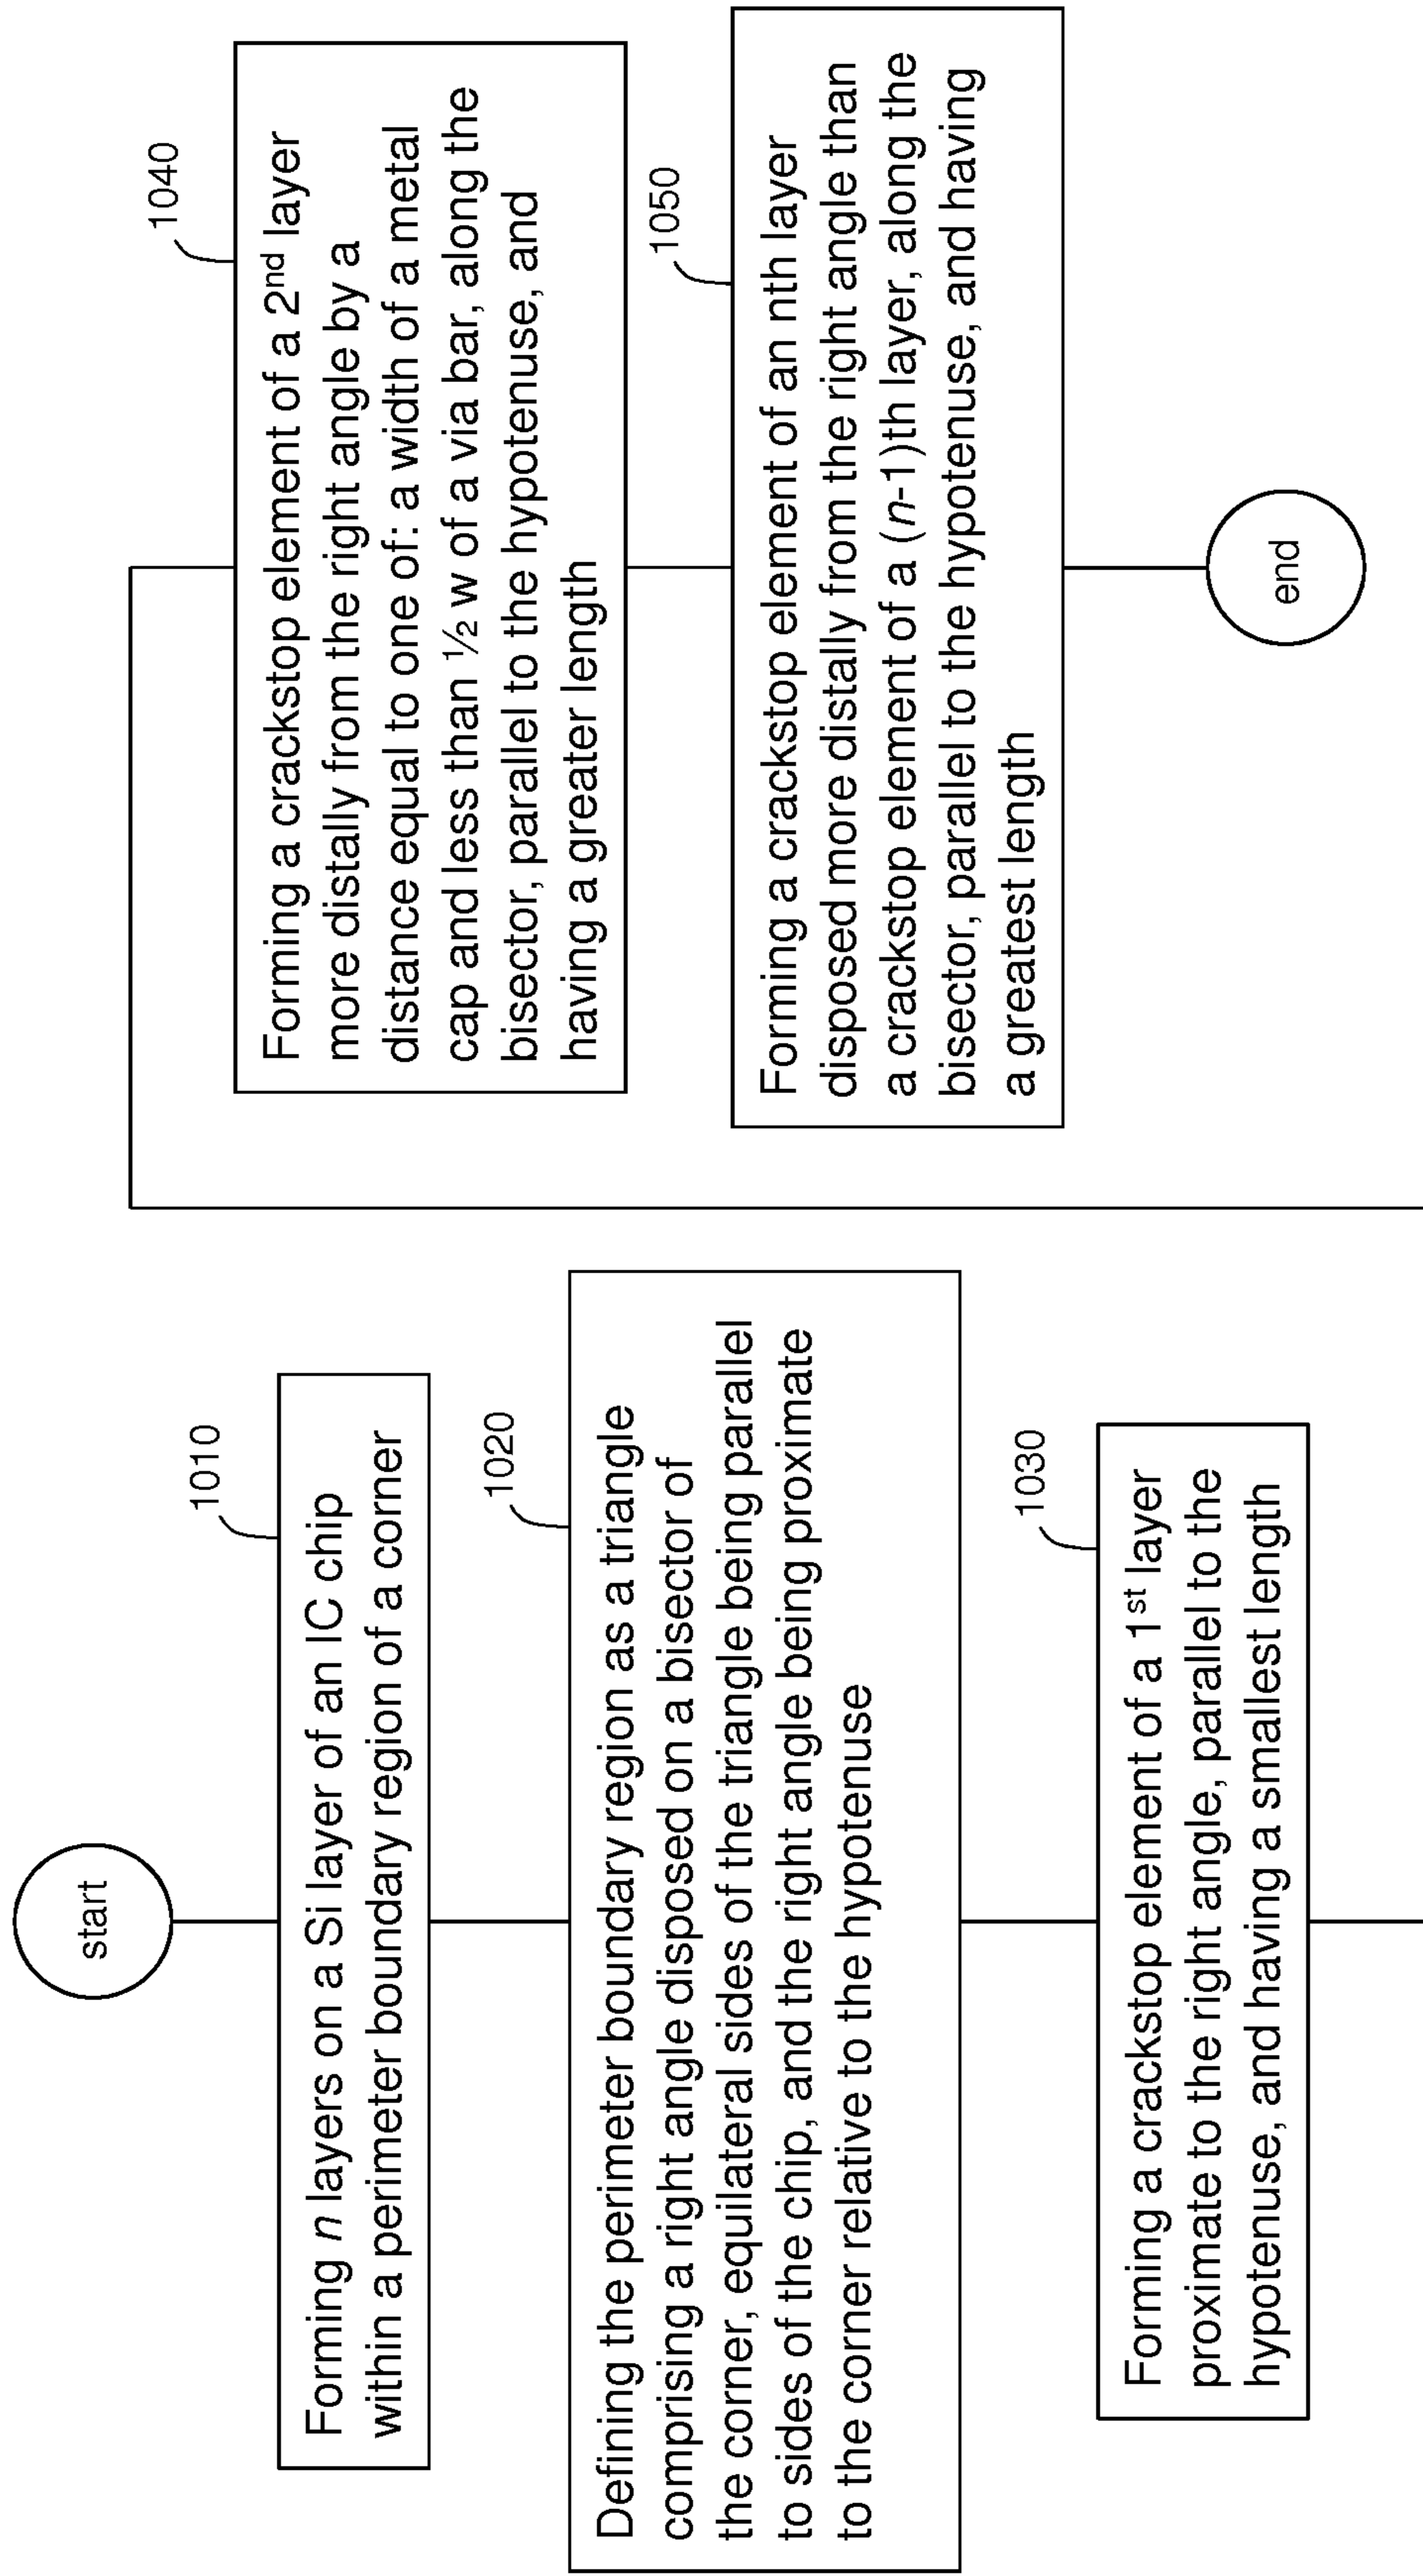 start
1010
Forming n layers on a Si layer of an IC chip
within a perimeter boundary region of a corner
1020
Defining the perimeter boundary region as a triangle
comprising a right angle disposed on a bisector of
the corner, equilateral sides of the triangle being parallel
to sides of the chip, and the right angle being proximate
to the corner relative to the hypotenuse
1030
Forming a crackstop element of a 1st layer
proximate to the right angle, parallel to the
hypotenuse, and having a smallest length
1040
Forming a crackstop element of a 2nd layer
more distally from the right angle by a
distance equal to one of: a width of a metal
cap and less than ½ w of a via bar, along the
bisector, parallel to the hypotenuse, and
having a greater length
1050
Forming a crackstop element of an nth layer
disposed more distally from the right angle than
a crackstop element of a (n-1)th layer, along the
bisector, parallel to the hypotenuse, and having
a greatest length
end